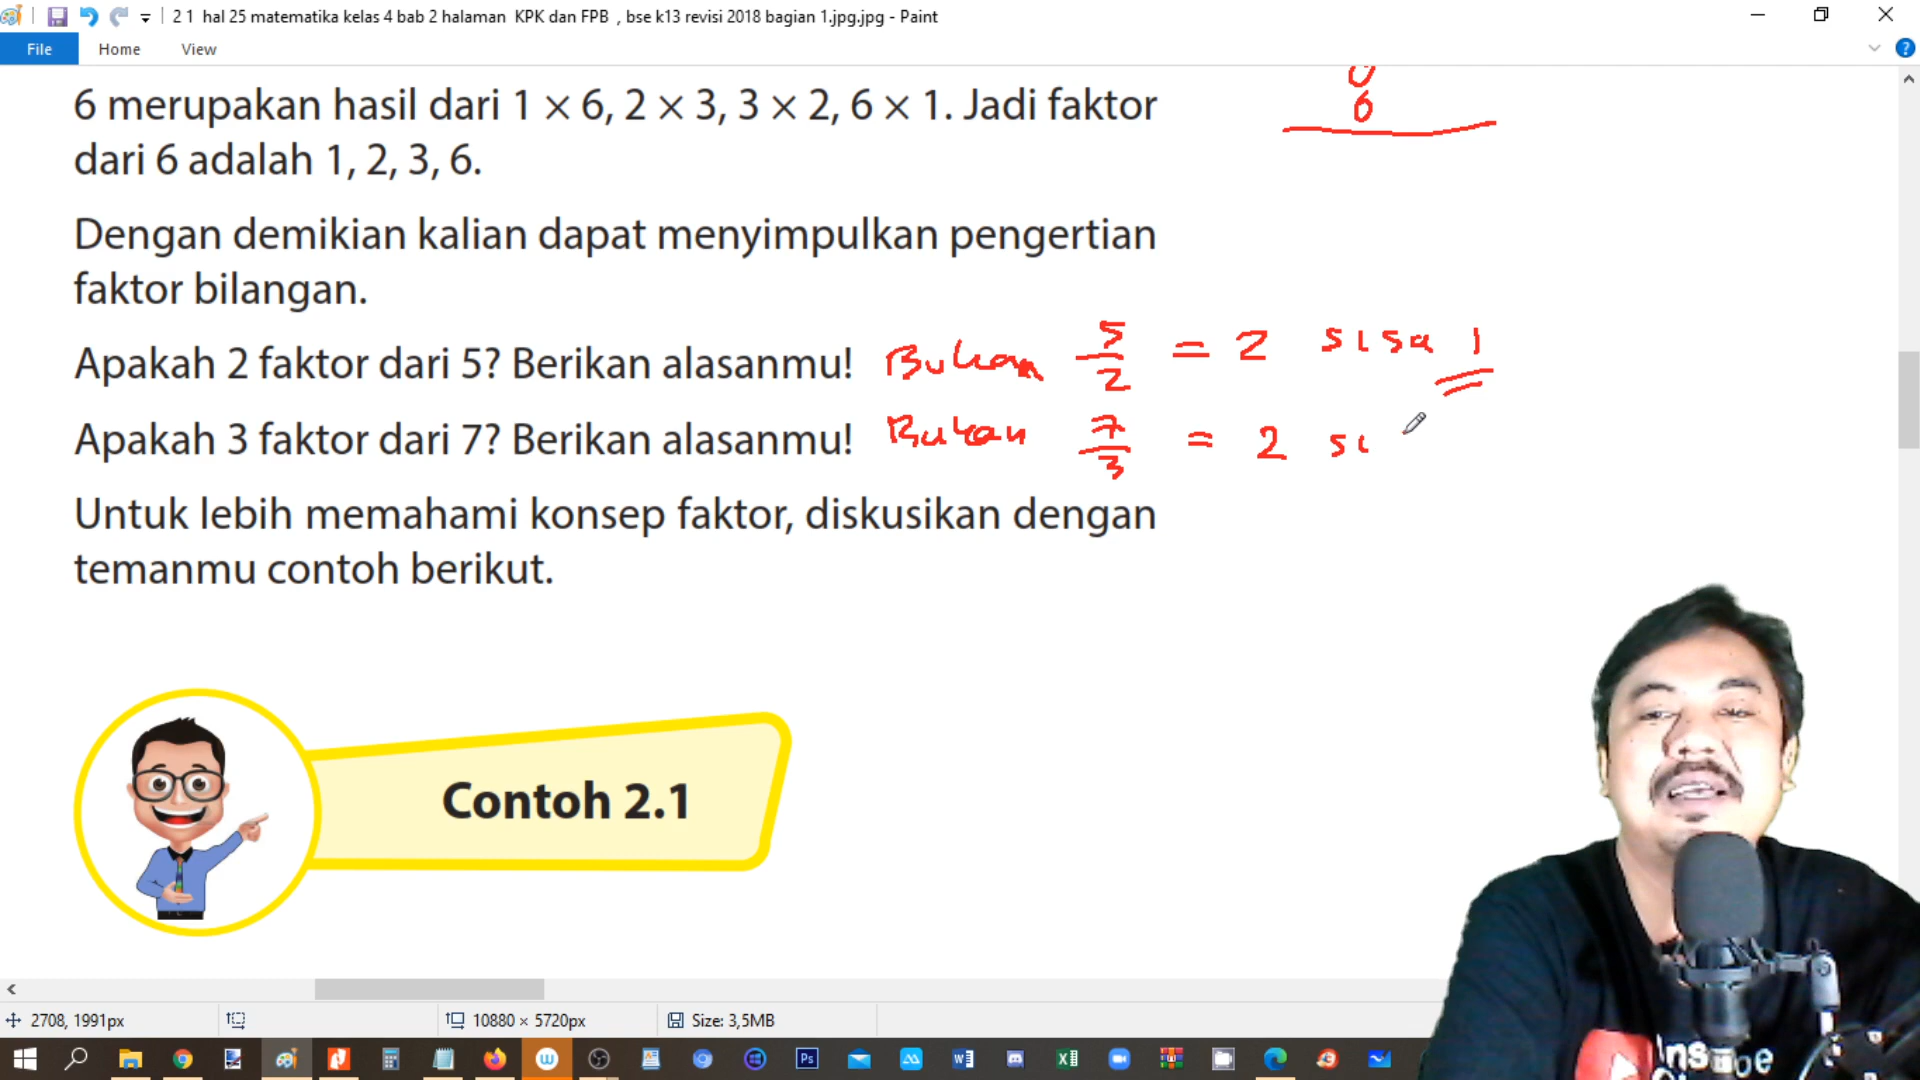 2 1 hal 25 matematika kelas 4 bab 2 halaman KPK dan FPB , bse k13 revisi 2018 bagian 1.jpg.jpg - Paint
File Home View
6
6 merupakan hasil dari 1 × 6, 2 × 3, 3 × 2, 6 × 1. Jadi faktor
dari 6 adalah 1, 2, 3, 6.
Dengan demikian kalian dapat menyimpulkan pengertian
faktor bilangan.
Apakah 2 faktor dari 5? Berikan alasanmu! Bukan 5/2 = 2 sisa 1
Apakah 3 faktor dari 7? Berikan alasanmu! Bukan 7/3 = 2 si
Untuk lebih memahami konsep faktor, diskusikan dengan
temanmu contoh berikut.
Contoh 2.1
2708, 1991px 10880 × 5720px Size: 3,5MB